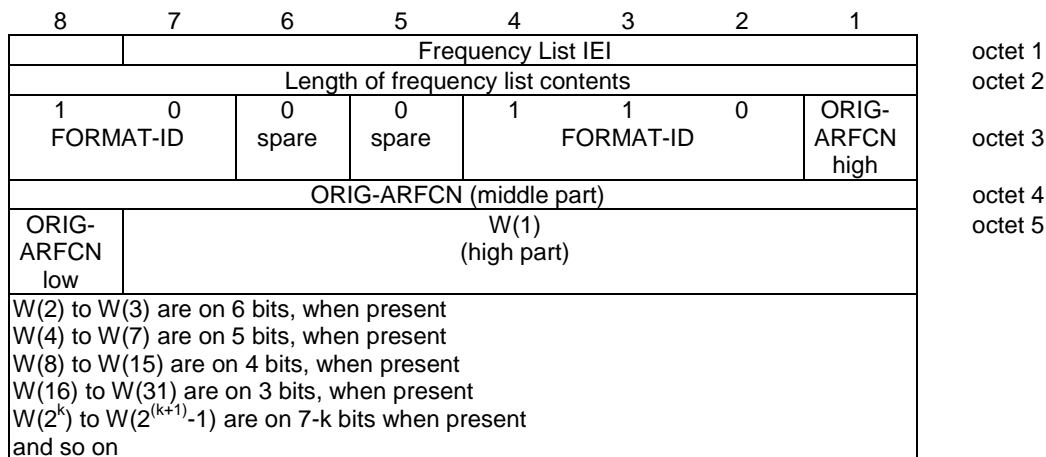 8 7 6 5 4 3 2 1
Frequency List IEI octet 1
Length of frequency list contents octet 2
1 0 0 0 1 1 0 ORIG-
FORMAT-ID spare spare FORMAT-ID ARFCN octet 3
high
ORIG-ARFCN (middle part) octet 4
ORIG- W(1) octet 5
ARFCN (high part)
low
W(2) to W(3) are on 6 bits, when present
W(4) to W(7) are on 5 bits, when present
W(8) to W(15) are on 4 bits, when present
W(16) to W(31) are on 3 bits, when present
W(2^k) to W(2^(k+1)-1) are on 7-k bits when present
and so on